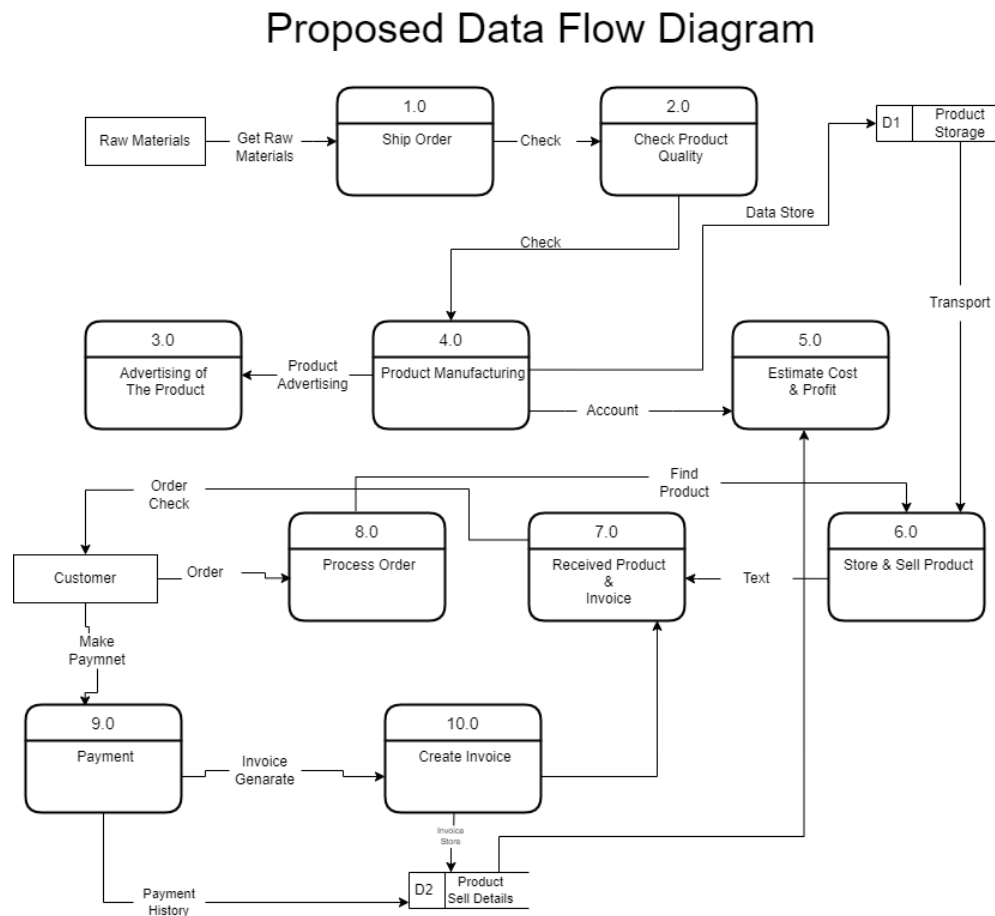 Proposed Data Flow Diagram
1.0
Ship Order
2.0
Check Product
Quality
D1
Product
Storage
Raw Materials
Get Raw
Materials
Check
Data Store
Check
Transport
3.0
Advertising of
The Product
Product
Advertising
4.0
Product Manufacturing
5.0
Estimate Cost
& Profit
Account
Order
Check
Find
Product
8.0
Process Order
7.0
Received Product
&
Invoice
6.0
Store & Sell Product
Customer
Order
Text
Make
Paymnet
9.0
Payment
Invoice
Genarate
10.0
Create Invoice
Invoice
Store
D2
Product
Sell Details
Payment
History